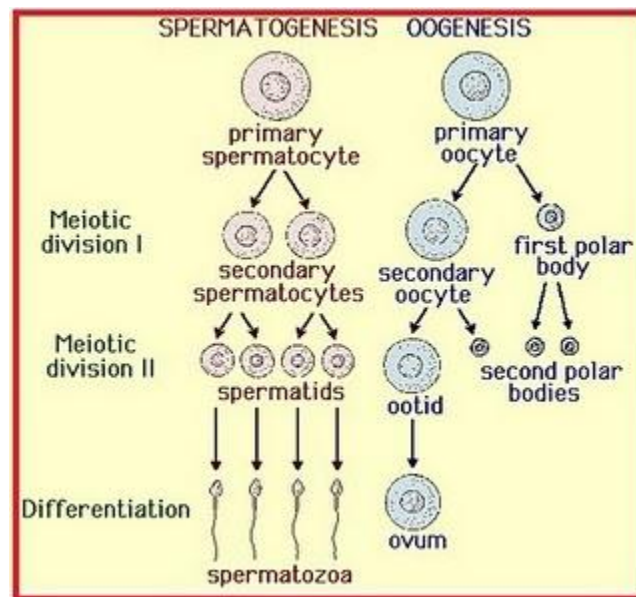 SPERMATOGENESIS OOGENESIS
primary
spermatocyte
primary
oocyte
Meiotic
division I
secondary
spermatocytes
secondary
oocyte
first polar
body
Meiotic
division II
spermatids
ootid
second polar
bodies
Differentiation
spermatozoa
ovum